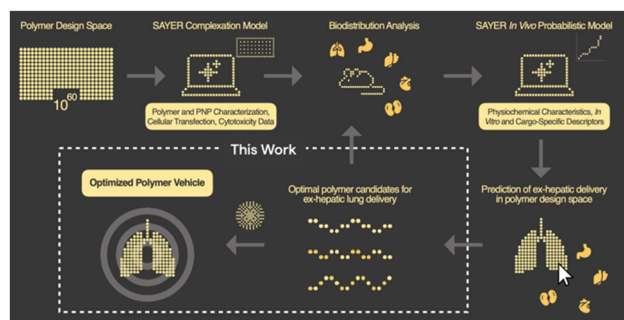 Polymer Design Space
SAYER Complexation Model
Biodistribution Analysis
SAYER In Vivo Probabilistic Model
10^60
Polymer and PNP Characterization,
Cellular Transfection, Cytotoxicity Data
Physiochemical Characteristics, In
Vitro and Cargo-Specific Descriptors
This Work
Optimized Polymer Vehicle
Optimal polymer candidates for
ex-hepatic lung delivery
Prediction of ex-hepatic delivery
in polymer design space